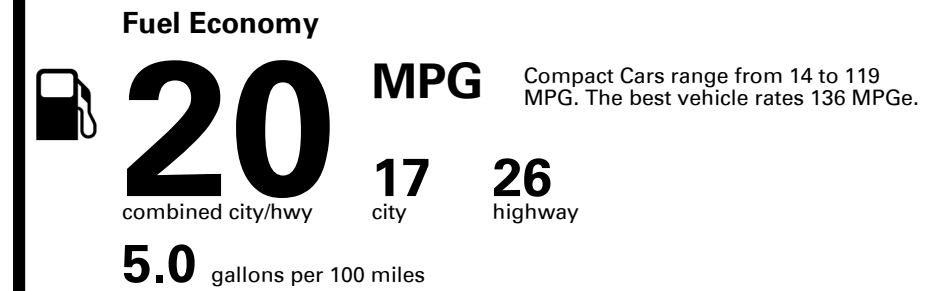 Fuel Economy
20
MPG
Compact Cars range from 14 to 119
MPG. The best vehicle rates 136 MPGe.
combined city/hwy
17
city
26
highway
5.0 gallons per 100 miles